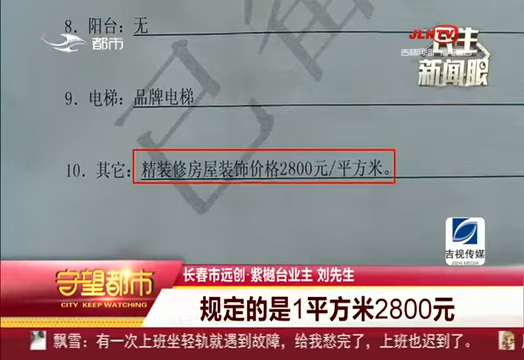 8. 阳台：无
都市
JLNTV
民生
新闻眼
9. 电梯：品牌电梯
10. 其它：精装修房屋装饰价格2800元/平方米。
吉视传媒
JISHI MEDIA
守望都市
CITY KEEP WATCHING
长春市远创·紫樾台业主 刘先生
规定的是1平方米2800元
飘雪：有一次上班坐轻轨就遇到故障，给我愁完了，上班也迟到了。